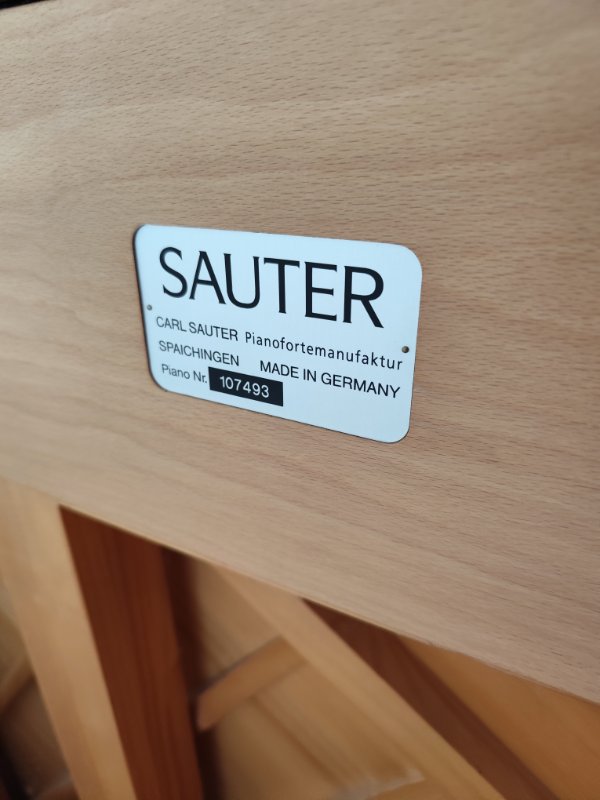 SAUTER
CARL SAUTER Pianofortemanufaktur
SPAICHINGEN MADE IN GERMANY
Piano Nr. 107493